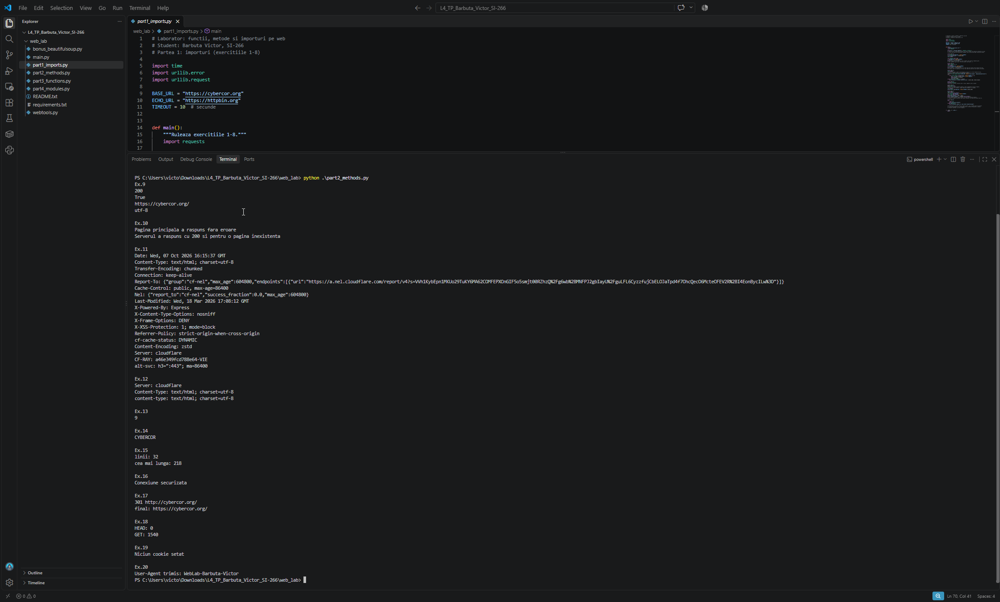 File Edit Selection View Go Run Terminal Help
L4_TP_Barbuta_Victor_SI-266
Explorer
L4_TP_Barbuta_Victor_SI-266
web_lab
bonus_beautifulsoup.py
main.py
part1_imports.py
part2_methods.py
part3_functions.py
part4_modules.py
README.txt
requirements.txt
webtools.py
Outline
Timeline
part1_imports.py
web_lab > part1_imports.py > main
1 # Laborator: functii, metode si importuri pe web
2 # Student: Barbuta Victor, SI-266
3 # Partea 1: importuri (exercitiile 1-8)
4
5 import time
6 import urllib.error
7 import urllib.request
8
9 BASE_URL = "https://cybercor.org"
10 ECHO_URL = "https://httpbin.org"
11 TIMEOUT = 10 # secunde
12
13
14 def main():
15 """Ruleaza exercitiile 1-8."""
16 import requests
17
Problems Output Debug Console Terminal Ports
powershell
PS C:\Users\victo\Downloads\L4_TP_Barbuta_Victor_SI-266\web_lab> python .\part2_methods.py
Ex.9
200
True
https://cybercor.org/
utf-8
Ex.10
Pagina principala a raspuns fara eroare
Serverul a raspuns cu 200 si pentru o pagina inexistenta
Ex.11
Date: Wed, 07 Oct 2026 16:15:37 GMT
Content-Type: text/html; charset=utf-8
Transfer-Encoding: chunked
Connection: keep-alive
Report-To: {"group":"cf-nel","max_age":604800,"endpoints":[{"url":"https://a.nel.cloudflare.com/report/v4?s=
Cache-Control: public, max-age=86400
Nel: {"report_to":"cf-nel","success_fraction":0.0,"max_age":604800}
Last-Modified: Wed, 18 Mar 2026 17:08:12 GMT
X-Powered-By: Express
X-Content-Type-Options: nosniff
X-Frame-Options: DENY
X-XSS-Protection: 1; mode=block
Referrer-Policy: strict-origin-when-cross-origin
cf-cache-status: DYNAMIC
Content-Encoding: zstd
Server: cloudflare
CF-RAY: a46e349fcd788e64-VIE
alt-svc: h3=":443"; ma=86400
Ex.12
Server: cloudflare
Content-Type: text/html; charset=utf-8
content-type: text/html; charset=utf-8
Ex.13
9
Ex.14
CYBERCOR
Ex.15
linii: 32
cea mai lunga: 218
Ex.16
Conexiune securizata
Ex.17
301 http://cybercor.org/
final: https://cybercor.org/
Ex.18
HEAD: 0
GET: 1540
Ex.19
Niciun cookie setat
Ex.20
User-Agent trimis: WebLab-Barbuta-Victor
PS C:\Users\victo\Downloads\L4_TP_Barbuta_Victor_SI-266\web_lab>
0 0
Ln 70, Col 41 Spaces: 4